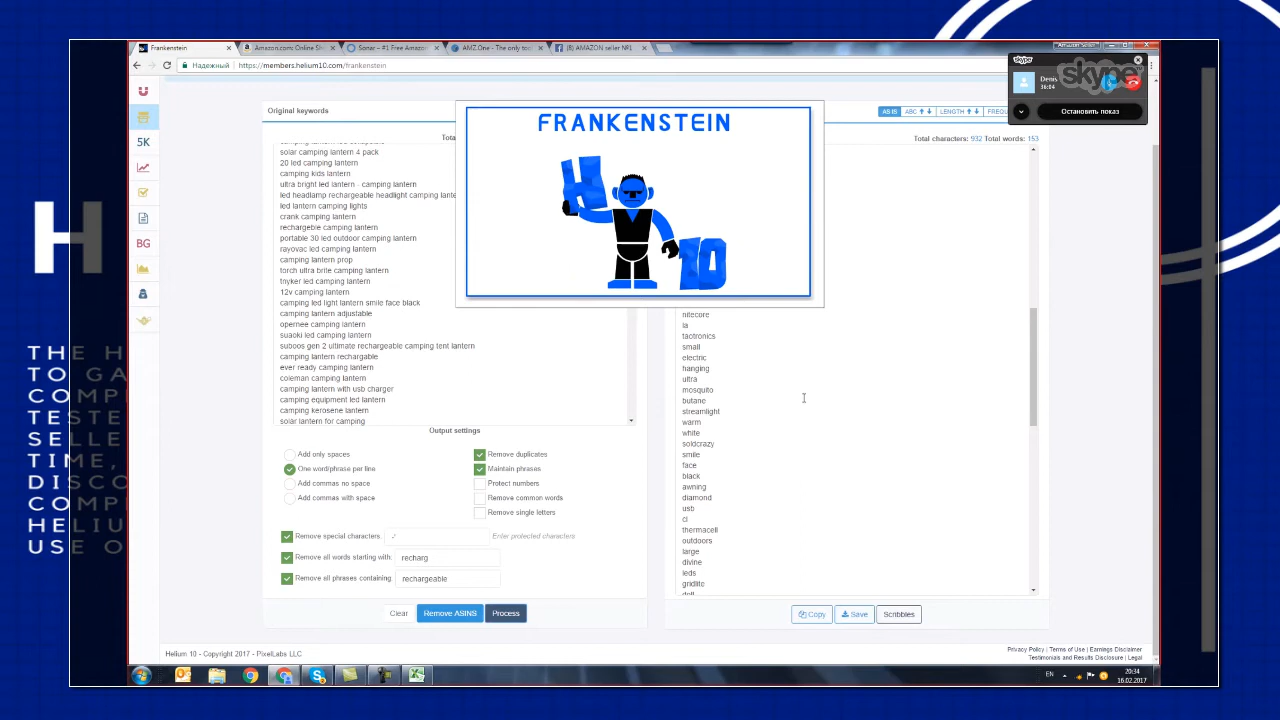 Frankenstein
Amazon.com: Online Sh
Sonar – #1 Free Amazo
AMZ.One - The only too
(8) AMAZON seller №1
Amazon Seller
Надежный
https://members.helium10.com/frankenstein
skype
skype
Denis
36:04
Остановить показ
Original keywords
FRANKENSTEIN
AS IS
ABC
LENGTH
FREQU
Tota
Total characters: 932 Total words: 153
solar camping lantern 4 pack
20 led camping lantern
camping kids lantern
ultra bright led lantern - camping lantern
led headlamp rechargeable headlight camping lante
led lantern camping lights
crank camping lantern
rechargeble camping lantern
portable 30 led outdoor camping lantern
rayovac led camping lantern
camping lantern prop
torch ultra brite camping lantern
tnyker led camping lantern
12v camping lantern
camping led light lantern smile face black
camping lantern adjustable
opernee camping lantern
suaoki led camping lantern
suboos gen 2 ultimate rechargeable camping tent lantern
camping lantern rechargable
ever ready camping lantern
coleman camping lantern
camping lantern with usb charger
camping equipment led lantern
camping kerosene lantern
solar lantern for camping
nitecore
la
taotronics
small
electric
hanging
ultra
mosquito
butane
streamlight
warm
white
soldcrazy
smile
face
black
awning
diamond
usb
cl
thermacell
outdoors
large
divine
leds
gridlite
Output settings
Add only spaces
Remove duplicates
One word/phrase per line
Maintain phrases
Add commas no space
Protect numbers
Add commas with space
Remove common words
Remove single letters
Remove special characters.
Enter protected characters
Remove all words starting with:
recharg
Remove all phrases containing
rechargeable
Clear
Remove ASINS
Process
Copy
Save
Scribbles
Helium 10 - Copyright 2017 - PixelLabs LLC
Privacy Policy | Terms of Use | Earnings Disclaimer
Testimonials and Results Disclosure | Legal
5K
BG
H
10
H
THE H
TO GA
COMP
TESTE
SELLE
TIME,
DISCO
COMP
HELIU
USE O
EN
20:34
16.02.2017